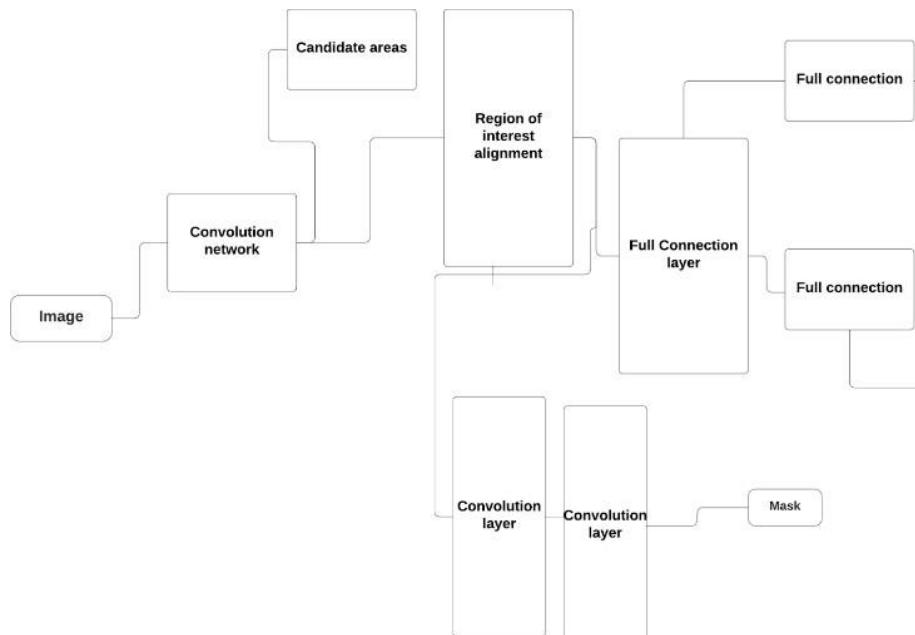 Candidate areas
Region of
interest
alignment
Full connection
Convolution
network
Full Connection
layer
Full connection
Image
Convolution
layer
Convolution
layer
Mask